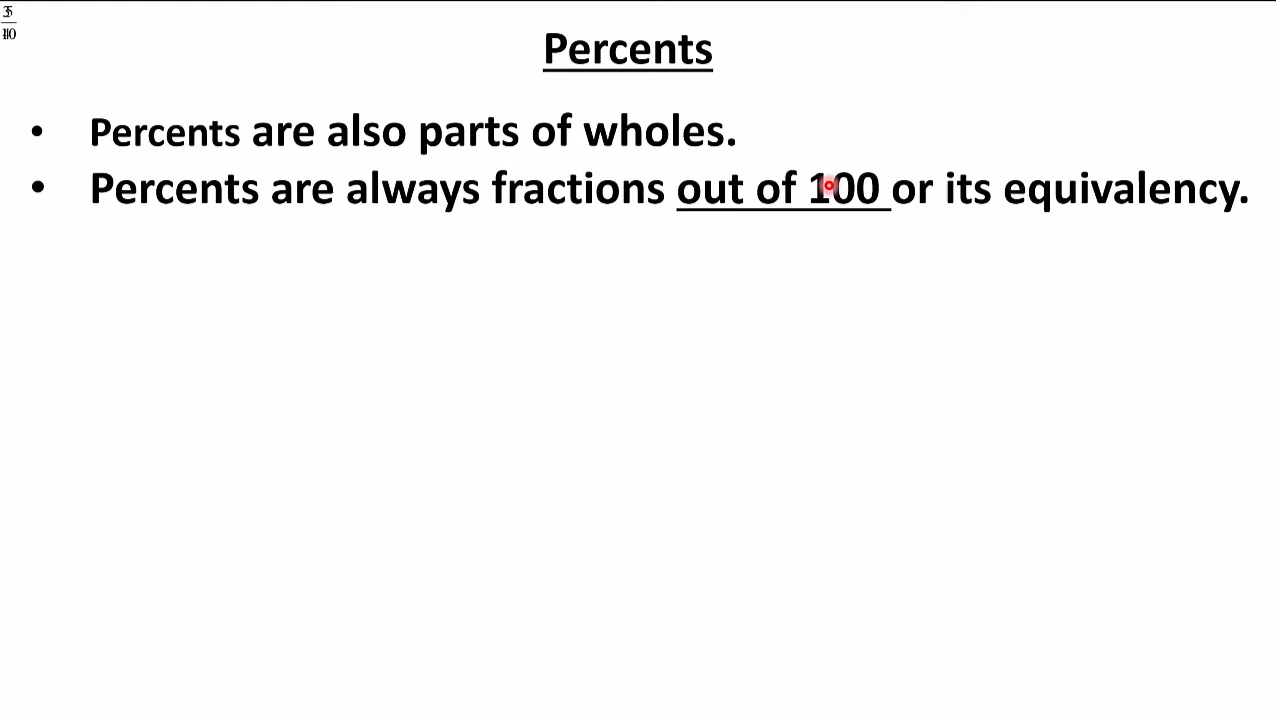 Percents
• Percents are also parts of wholes.
• Percents are always fractions out of 100 or its equivalency.